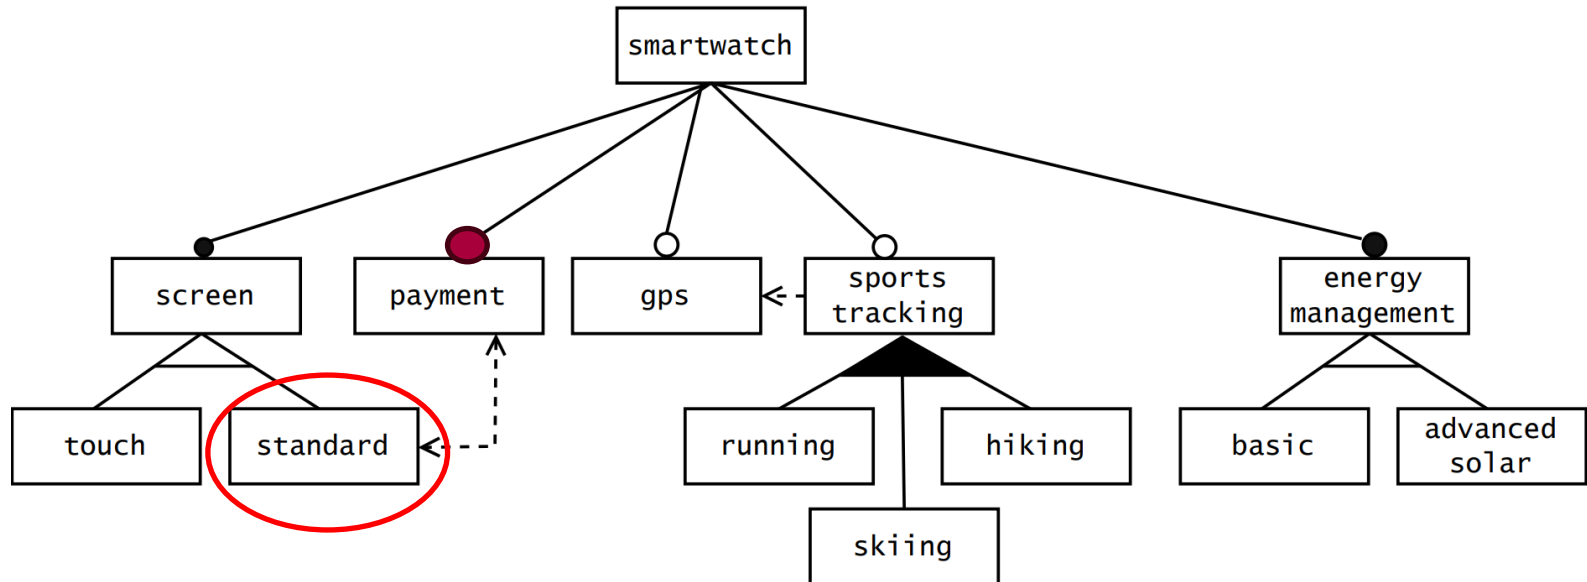 smartwatch
screen
payment
gps
sports
tracking
energy
management
touch
standard
running
hiking
basic
advanced
solar
skiing